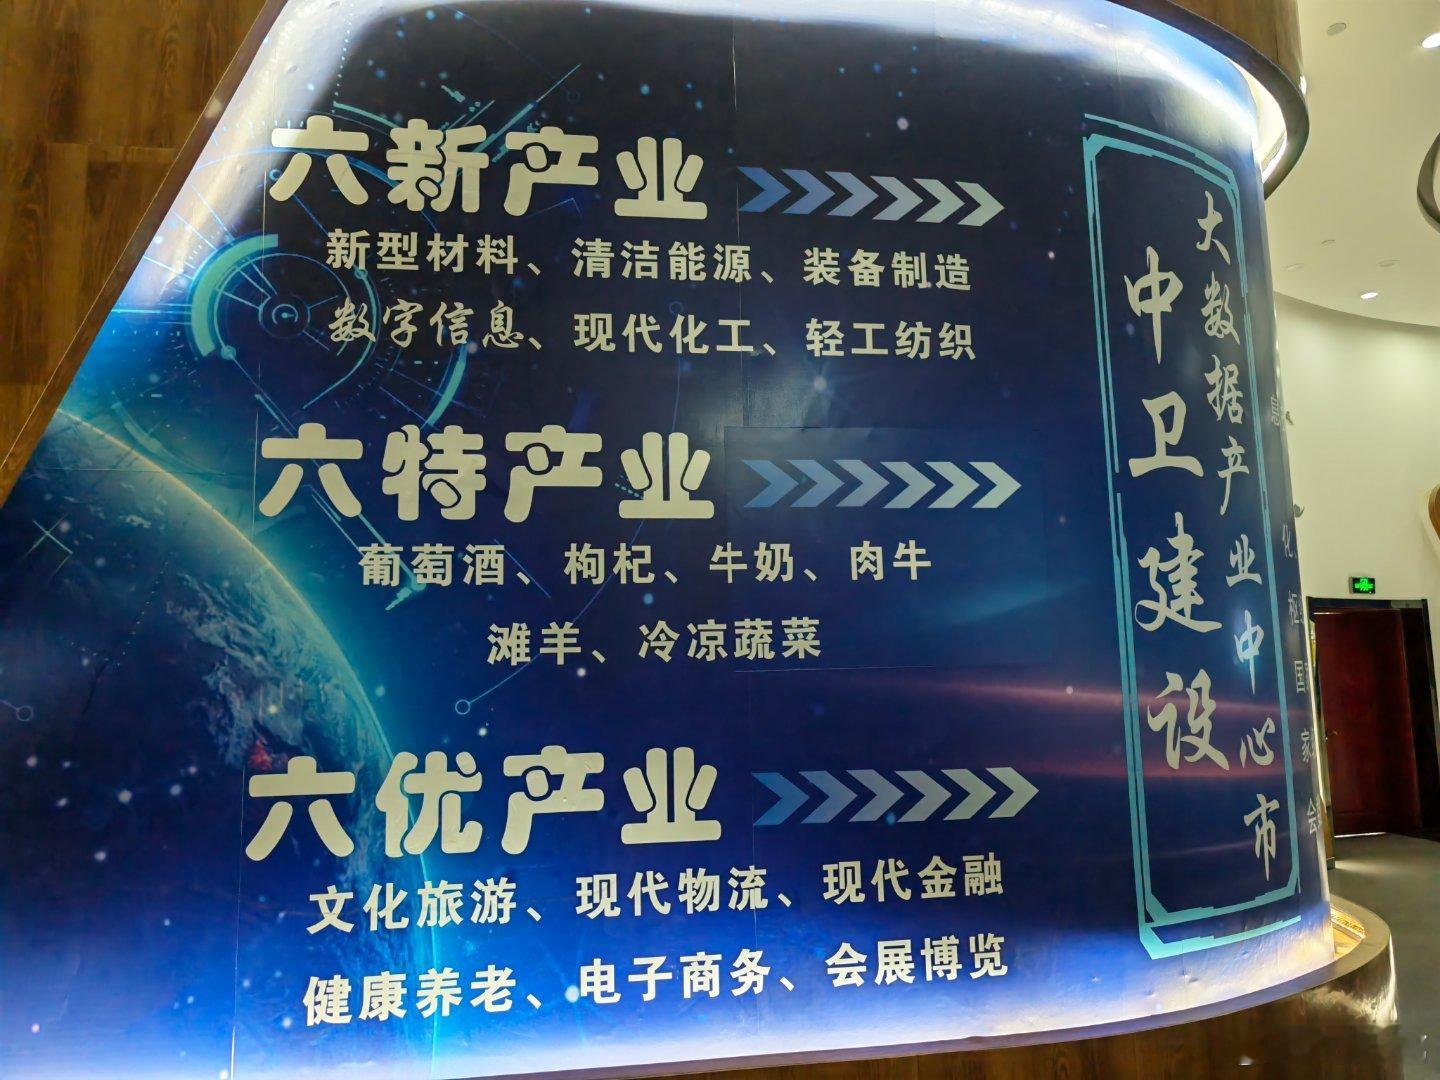 六新产业
新型材料、清洁能源、装备制造
数字信息、现代化工、轻工纺织
六特产业
葡萄酒、枸杞、牛奶、肉牛
滩羊、冷凉蔬菜
六优产业
文化旅游、现代物流、现代金融
健康养老、电子商务、会展博览
中卫建设
大数据产业中心市